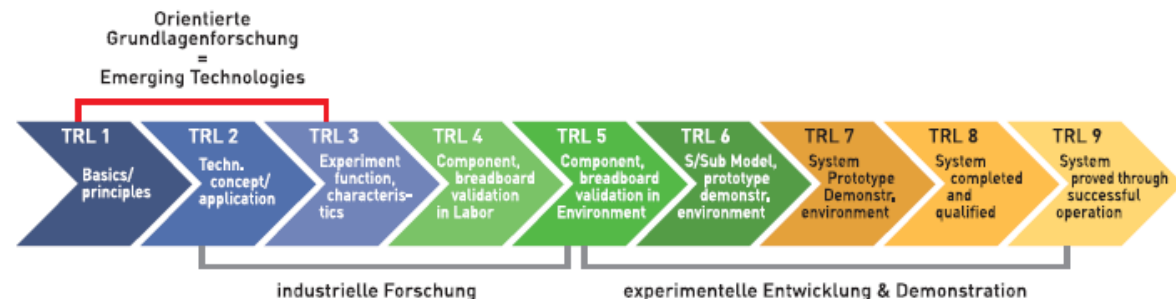 Orientierte
Grundlagenforschung
=
Emerging Technologies
TRL 1
Basics/
principles
TRL 2
Techn.
concept/
application
TRL 3
Experiment
function,
characteris-
tics
TRL 4
Component,
breadboard
validation
in Labor
TRL 5
Component,
breadboard
validation in
Environment
TRL 6
S/Sub Model,
prototype
demonstr,
environment
TRL 7
System
Prototype
Demonstr,
environment
TRL 8
System
completed
and
qualified
TRL 9
System
proved through
successful
operation
industrielle Forschung
experimentelle Entwicklung & Demonstration